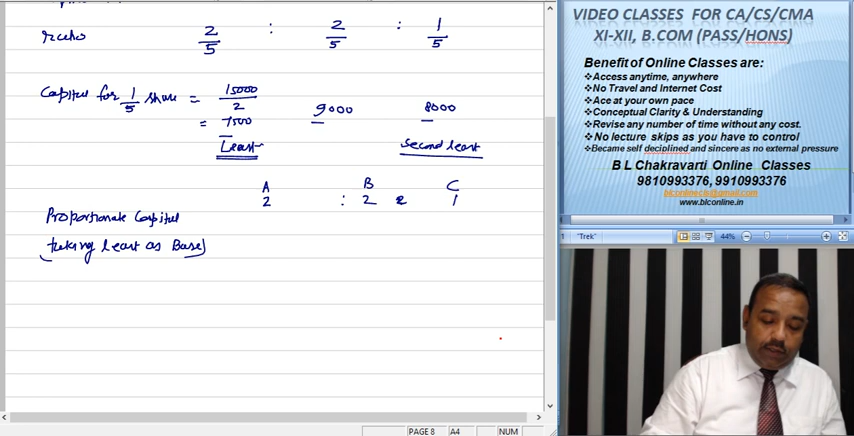 ratio 2/5 : 2/5 : 1/5
Capital for 1/5 share = 15000/2 9000 8000
= 7500
Least Second least
A B C
2 : 2 1
Proportionate Capital
(taking least as Base)
PAGE 8 A4 NUM
VIDEO CLASSES FOR CA/CS/CMA
XI-XII, B.COM (PASS/HONS)
Benefit of Online Classes are:
❖Access anytime, anywhere
❖No Travel and Internet Cost
❖Ace at your own pace
❖Conceptual Clarity & Understanding
❖Revise any number of time without any cost.
❖No lecture skips as you have to control
❖Became self deciplined and sincere as no external pressure
B L Chakravarti Online Classes
9810993376, 9910993376
blconlinecls@gmail.com
www.blconline.in
1 "Trek" 44%